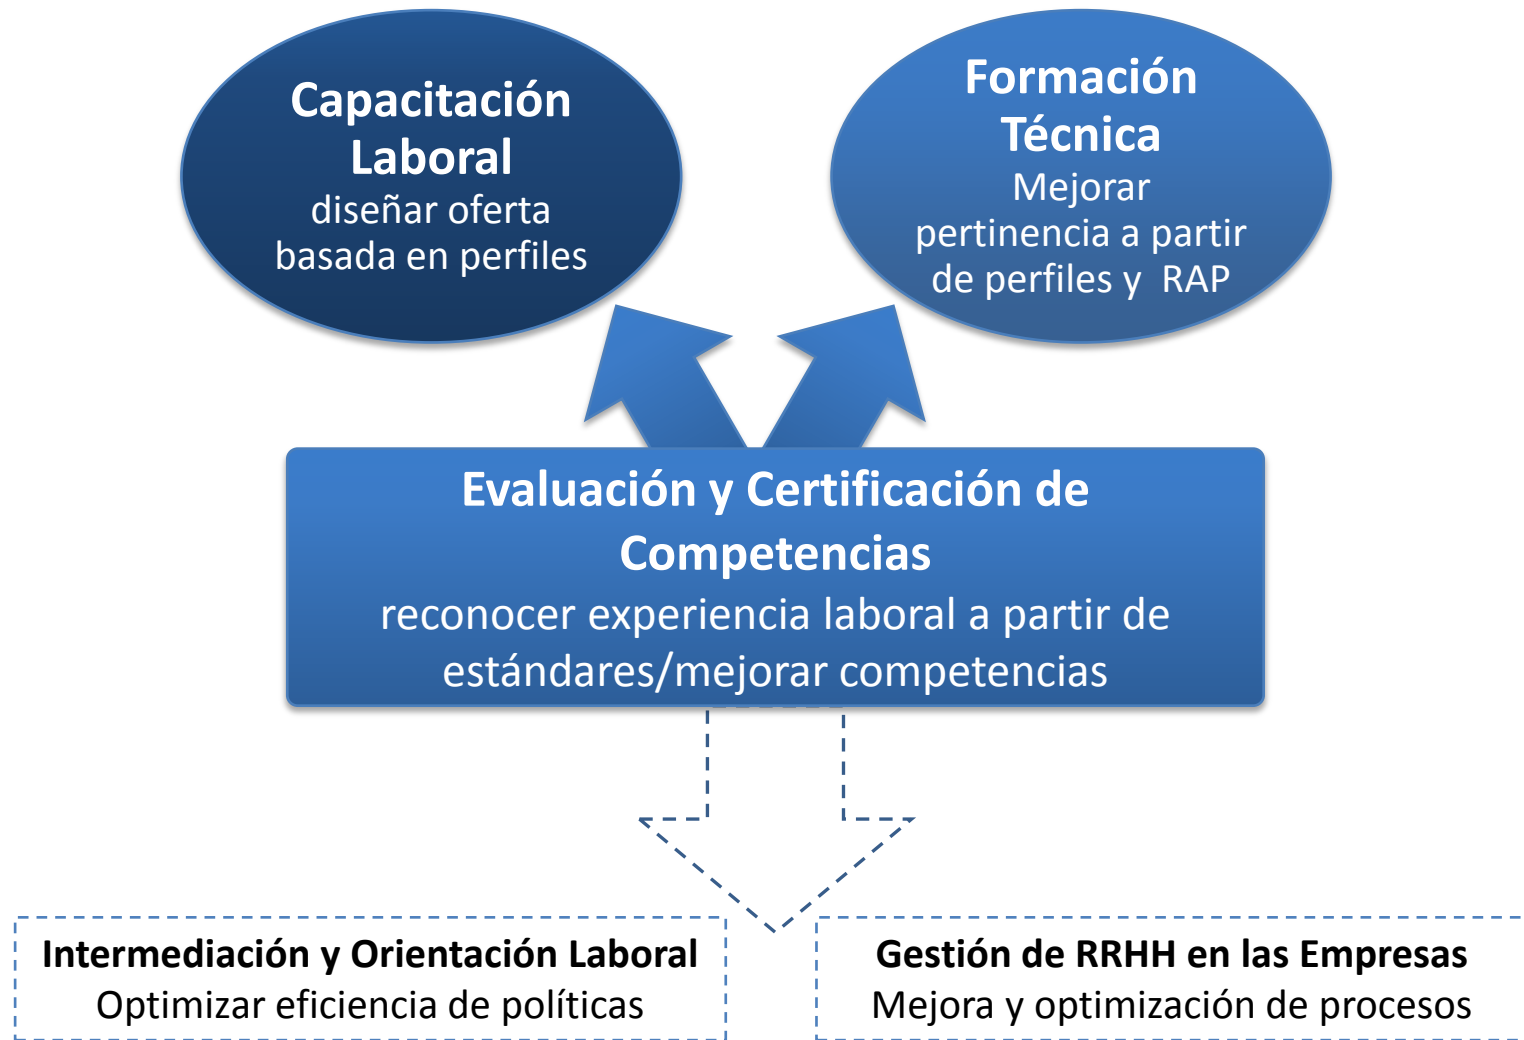 Capacitación
Laboral
diseñar oferta
basada en perfiles
Formación
Técnica
Mejorar
pertinencia a partir
de perfiles y  RAP
Evaluación y Certificación de
Competencias
reconocer experiencia laboral a partir de
estándares/mejorar competencias
Intermediación y Orientación Laboral
Optimizar eficiencia de políticas
Gestión de RRHH en las Empresas
Mejora y optimización de procesos